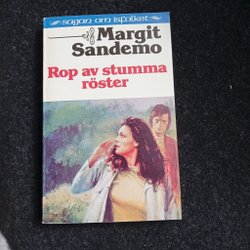 sagan om isfolket
Margit
Sandemo
Rop av stumma
röster